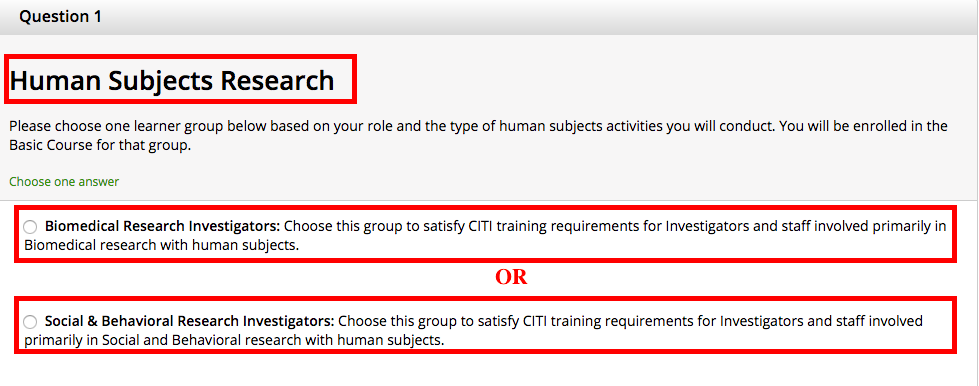 Question 1
Human Subjects Research
Please choose one learner group below based on your role and the type of human subjects activities you will conduct. You will be enrolled in the
Basic Course for that group.
Choose one answer
Biomedical Research Investigators: Choose this group to satisfy CITI training requirements for Investigators and staff involved primarily in
Biomedical research with human subjects.
OR
Social & Behavioral Research Investigators: Choose this group to satisfy CITI training requirements for Investigators and staff involved
primarily in Social and Behavioral research with human subjects.